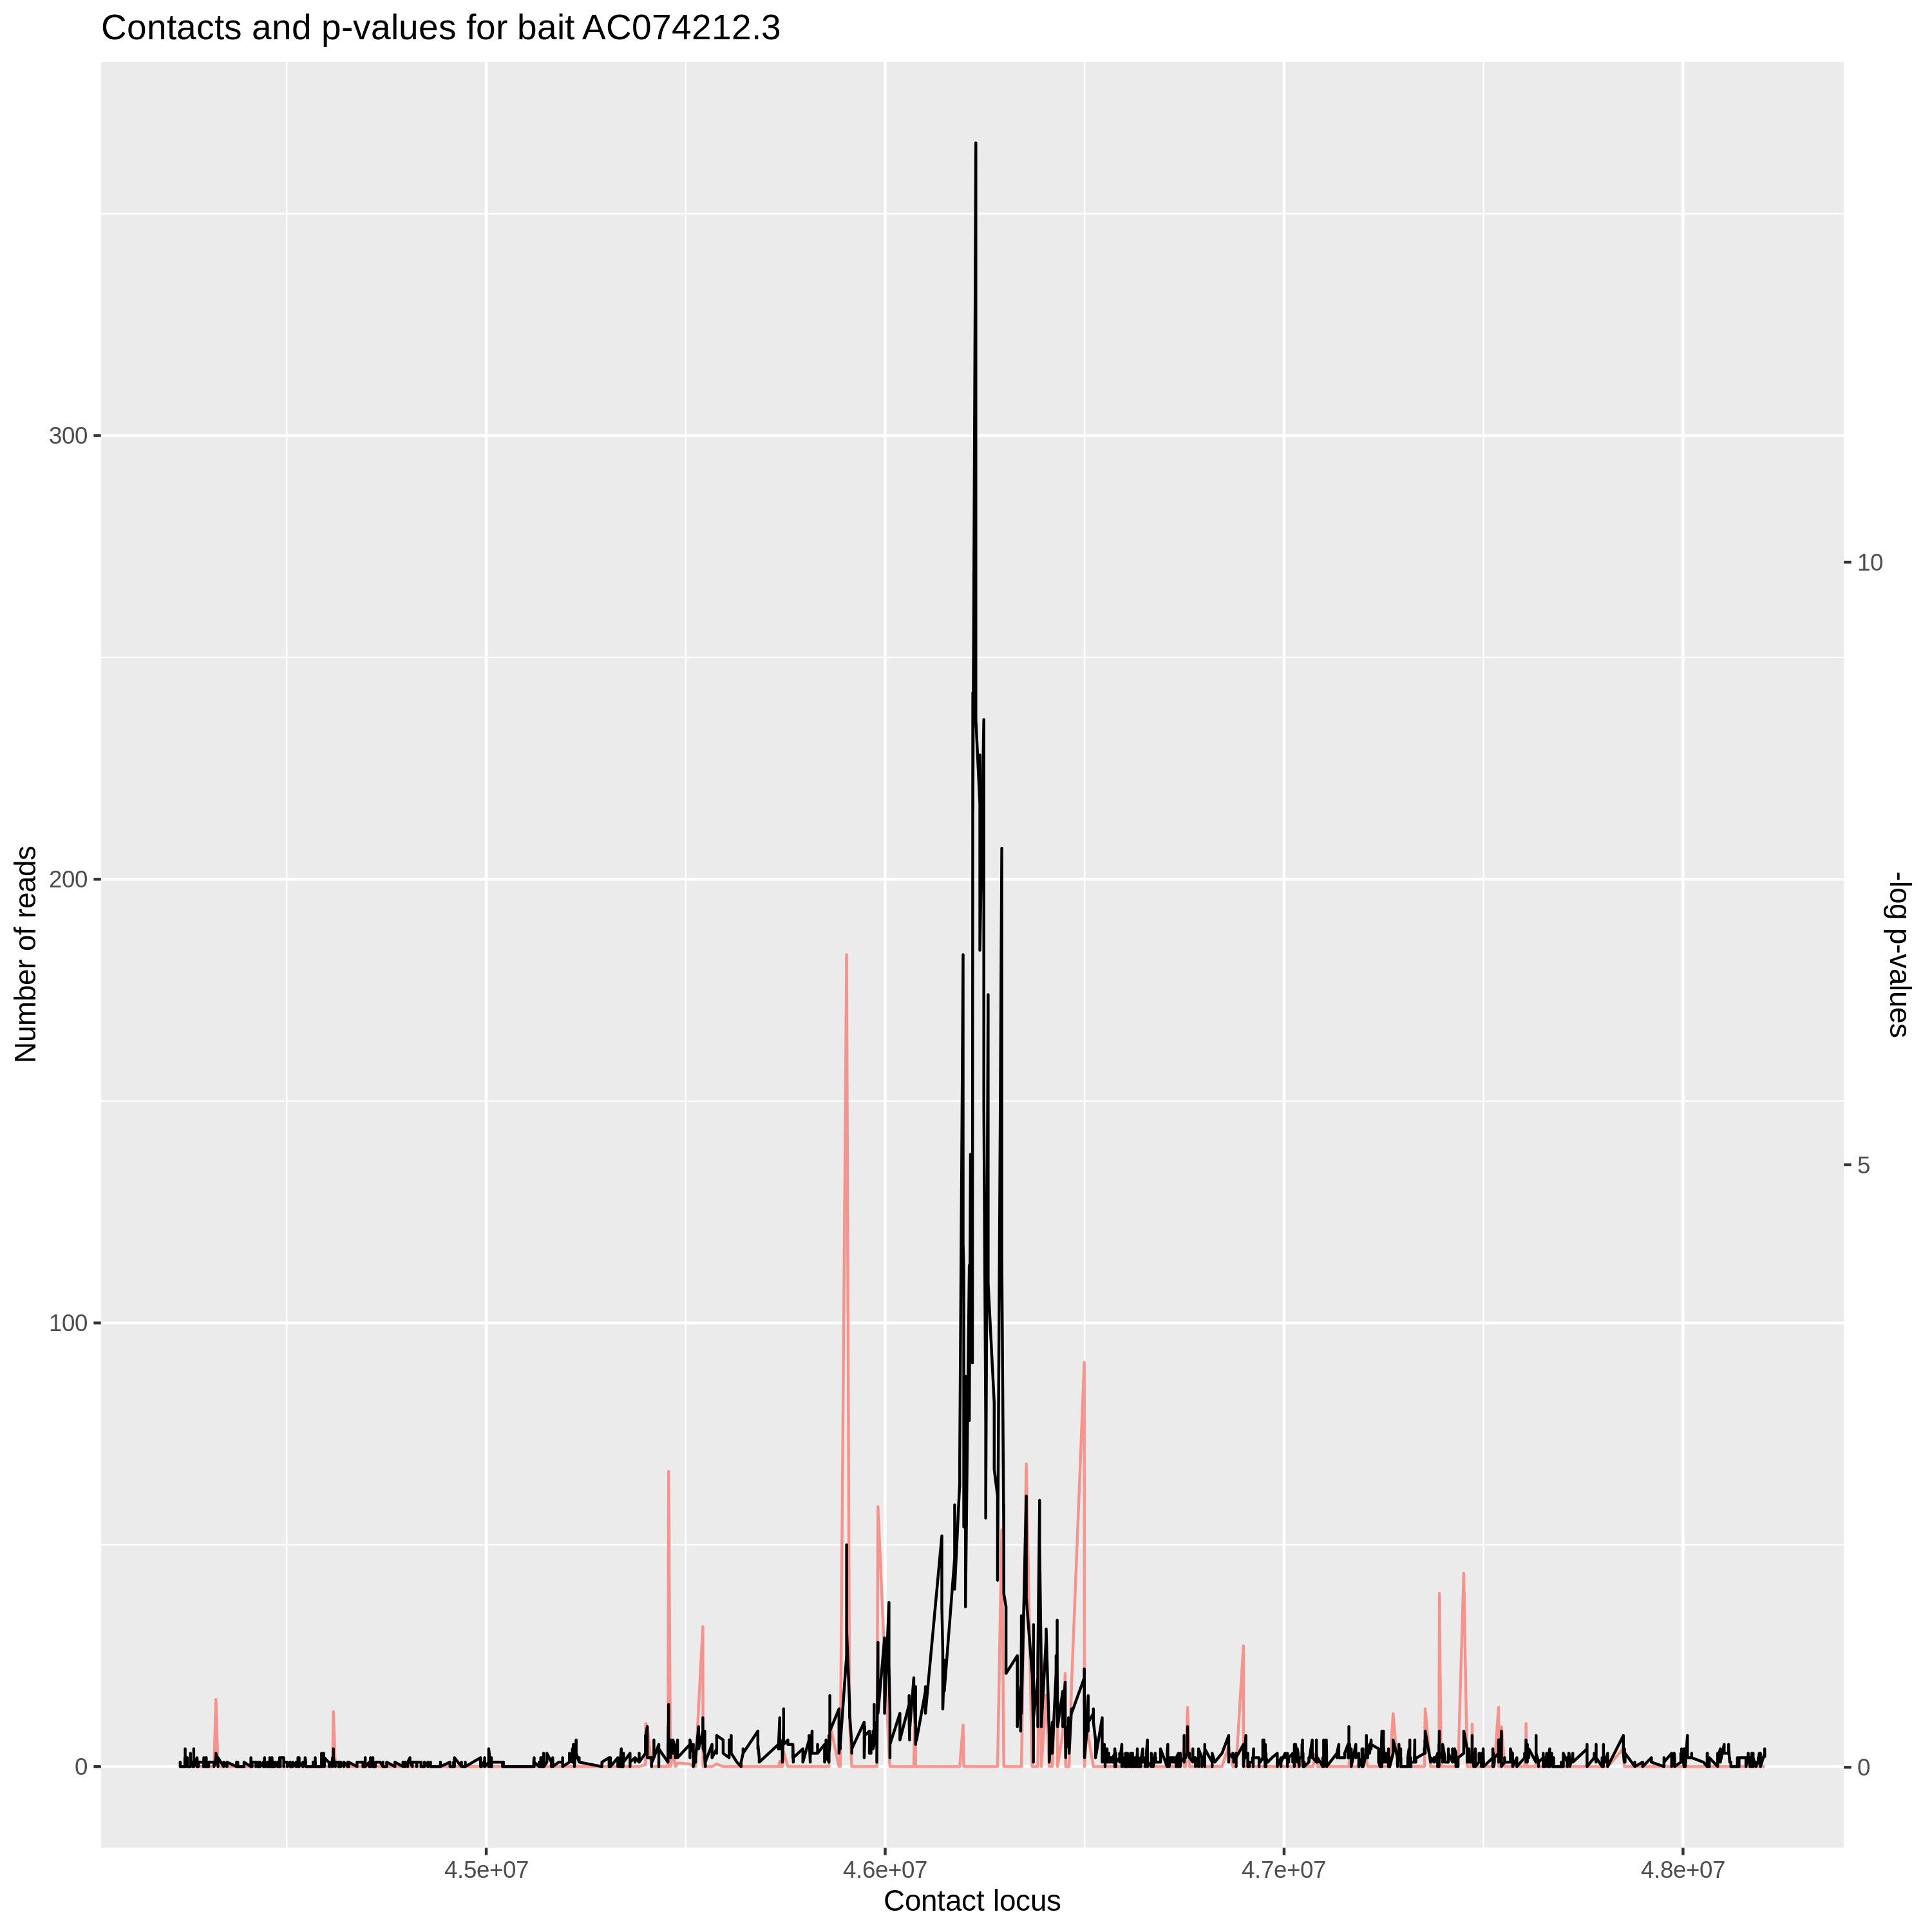 Contacts and p-values for bait AC074212.3
Number of reads
300
200
100
0
10
5
0
-log p-values
4.5e+07
4.6e+07
4.7e+07
4.8e+07
Contact locus